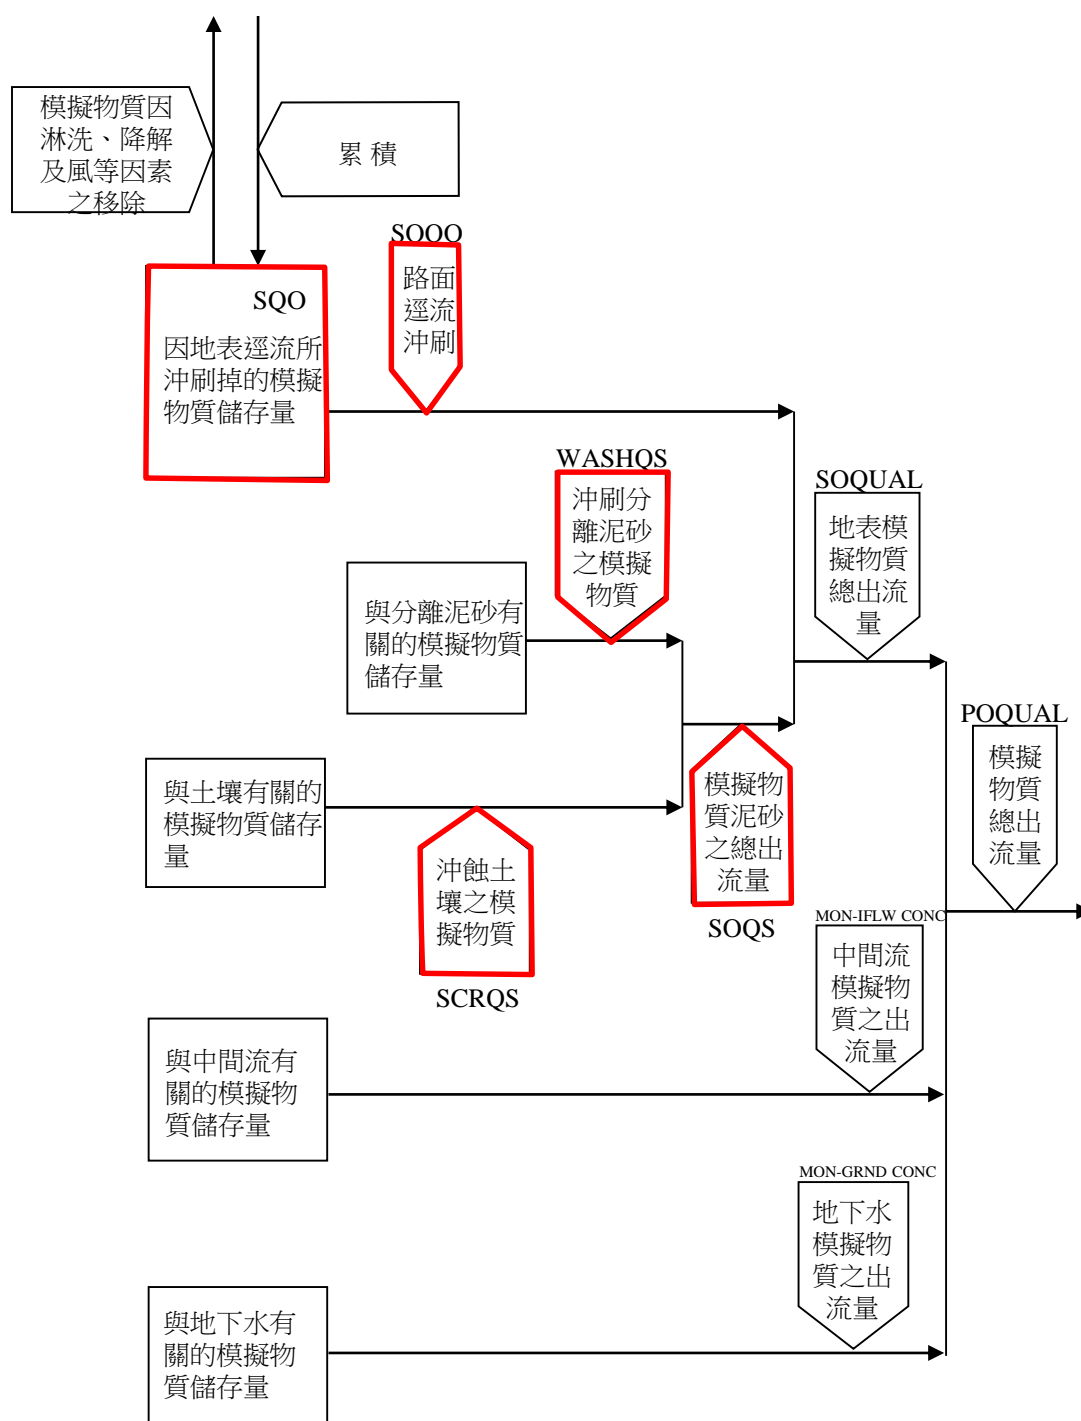 模擬物質因
淋洗、降解
及風等因素
之移除
累積
SOQO
路面
逕流
沖刷
SQO
因地表逕流所
沖刷掉的模擬
物質儲存量
WASHQS
沖刷分
離泥砂
之模擬
物質
SOQUAL
地表模
擬物質
總出流
量
與分離泥砂有
關的模擬物質
儲存量
POQUAL
模擬
物質
總出
流量
與土壤有關的
模擬物質儲存
量
模擬物
質泥砂
之總出
流量
SOQS
沖蝕土
壤之模
擬物質
SCRQS
MON-IFLW CONC
中間流
模擬物
質之出
流量
與中間流有
關的模擬物
質儲存量
MON-GRND CONC
地下水
模擬物
質之出
流量
與地下水有
關的模擬物
質儲存量